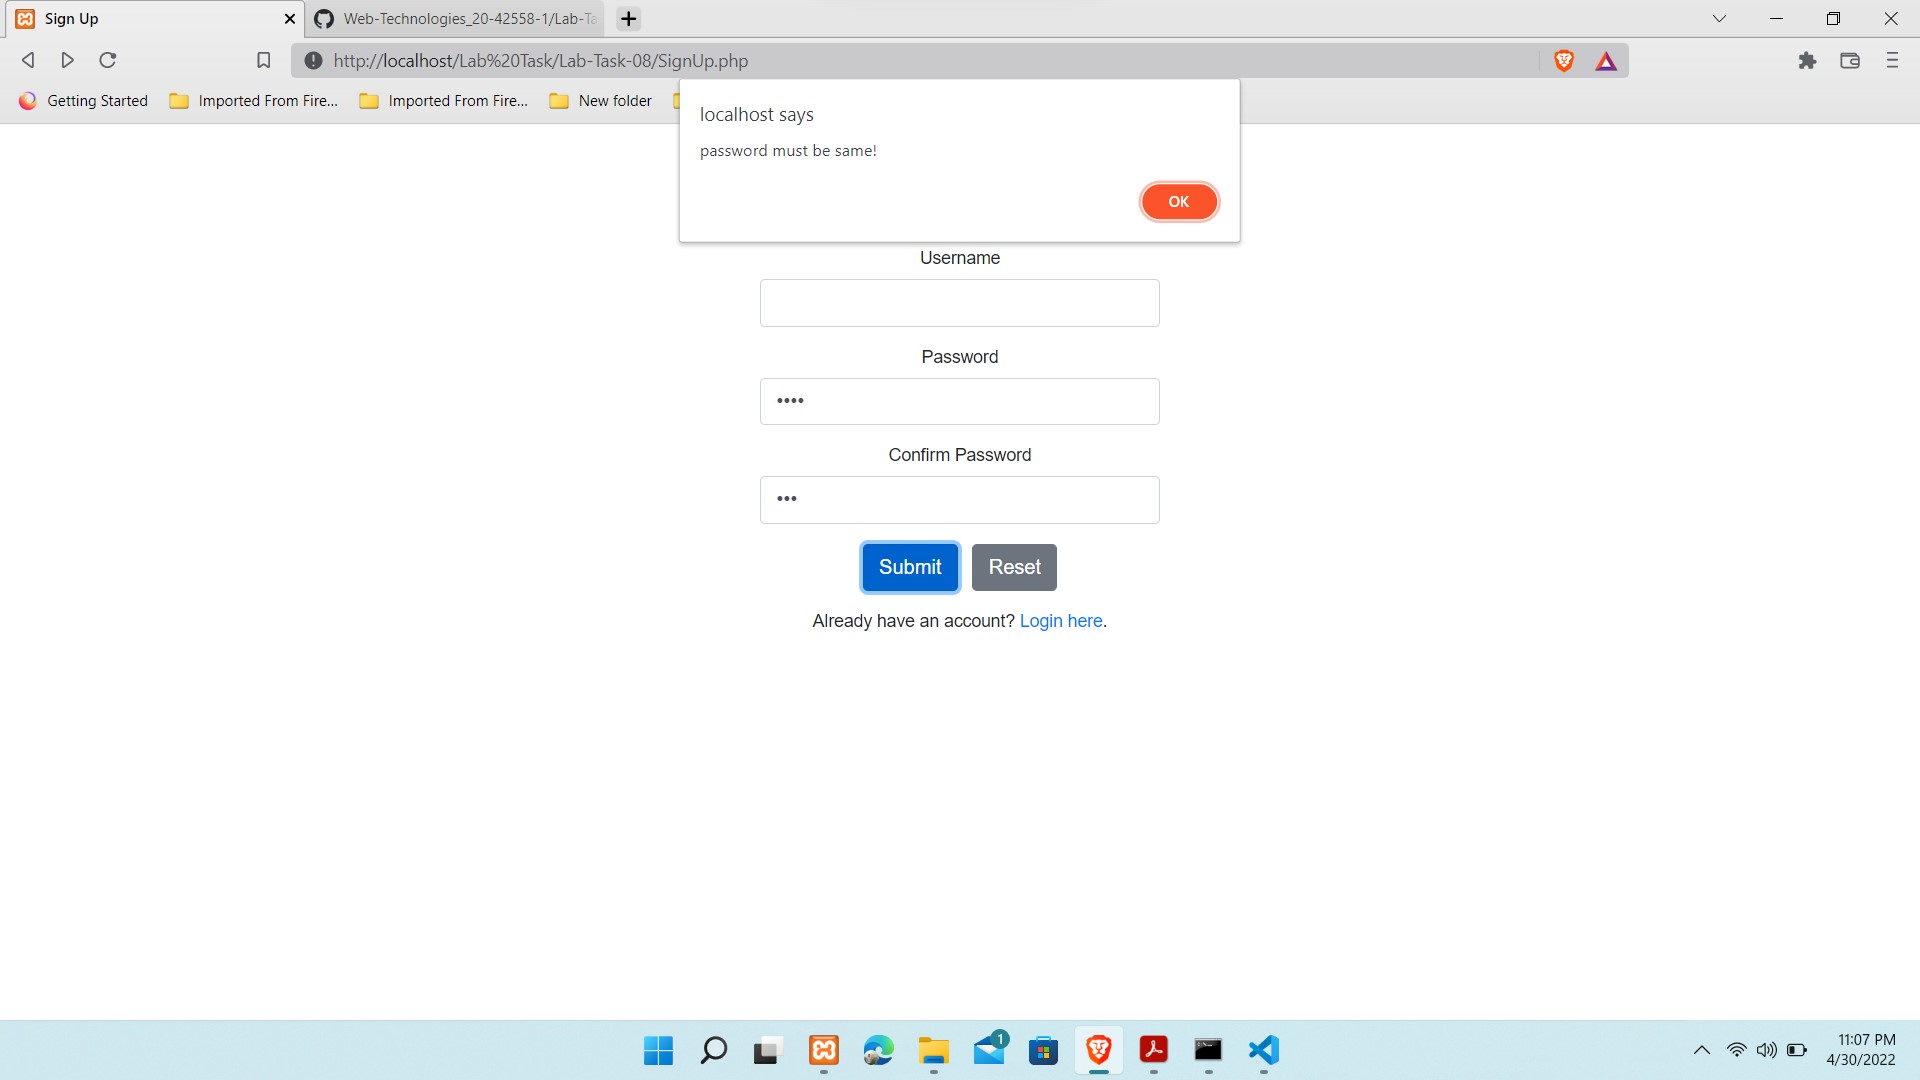 Sign Up
Web-Technologies_20-42558-1/Lab-Ta
http://localhost/Lab%20Task/Lab-Task-08/SignUp.php
Getting Started
Imported From Fire...
Imported From Fire...
New folder
localhost says
password must be same!
OK
Username
Password
••••
Confirm Password
•••
Submit
Reset
Already have an account? Login here.
1
11:07 PM
4/30/2022